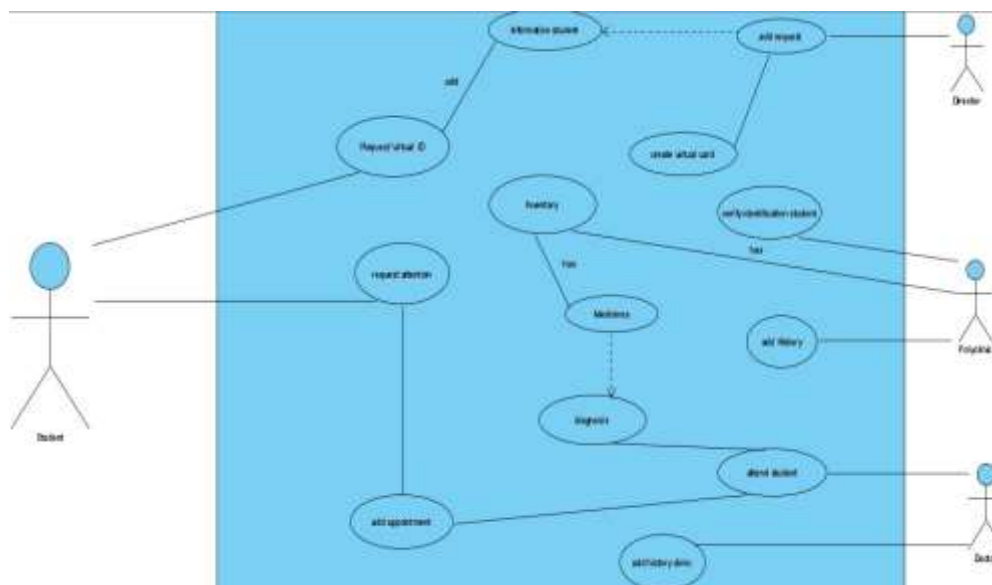 information student
add request
Director
add
Request Virtual ID
create virtual card
Inventory
verify identification student
has
has
request attention
Medicines
add history
Student
diagnosis
attend student
add appointment
add history clinic